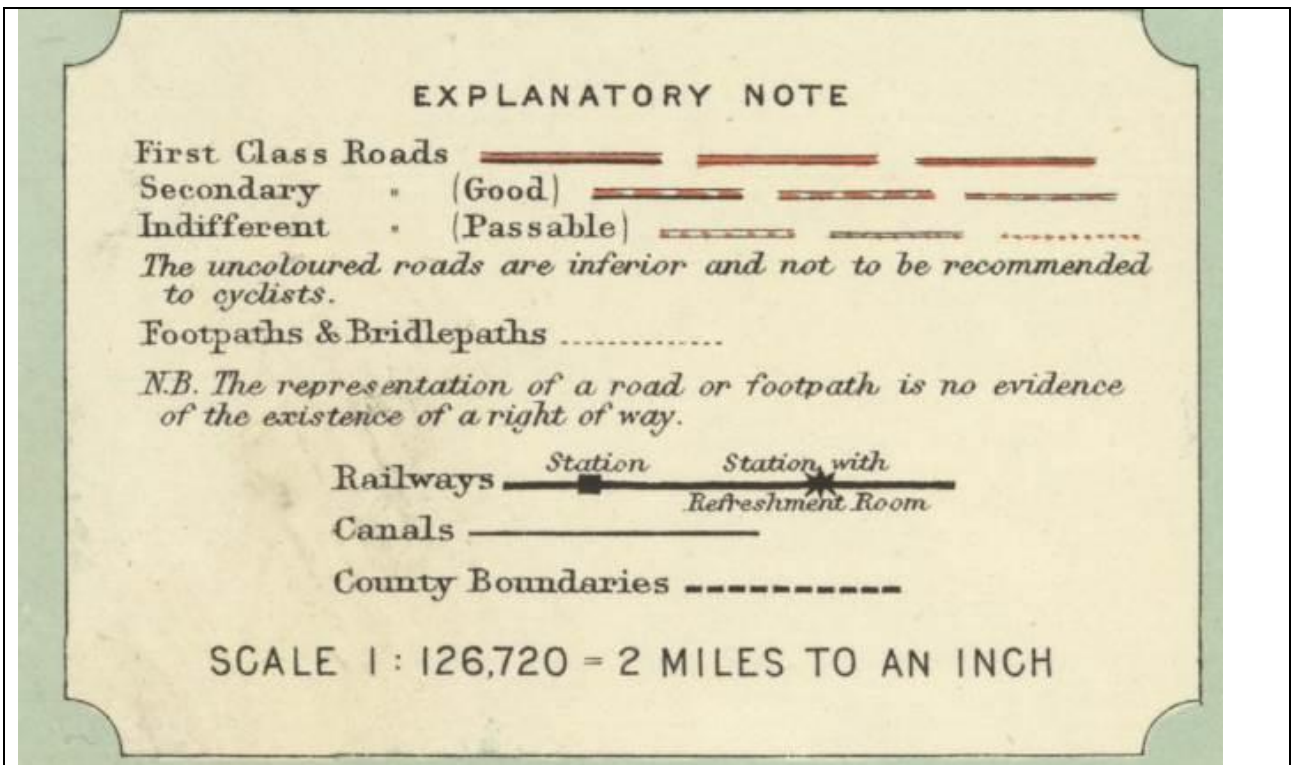 EXPLANATORY NOTE
First Class Roads
Secondary " (Good)
Indifferent " (Passable)
The uncoloured roads are inferior and not to be recommended
to cyclists.
Footpaths & Bridlepaths
N.B. The representation of a road or footpath is no evidence
of the existence of a right of way.
Railways Station Station with
Refreshment Room
Canals
County Boundaries
SCALE 1 : 126,720 = 2 MILES TO AN INCH